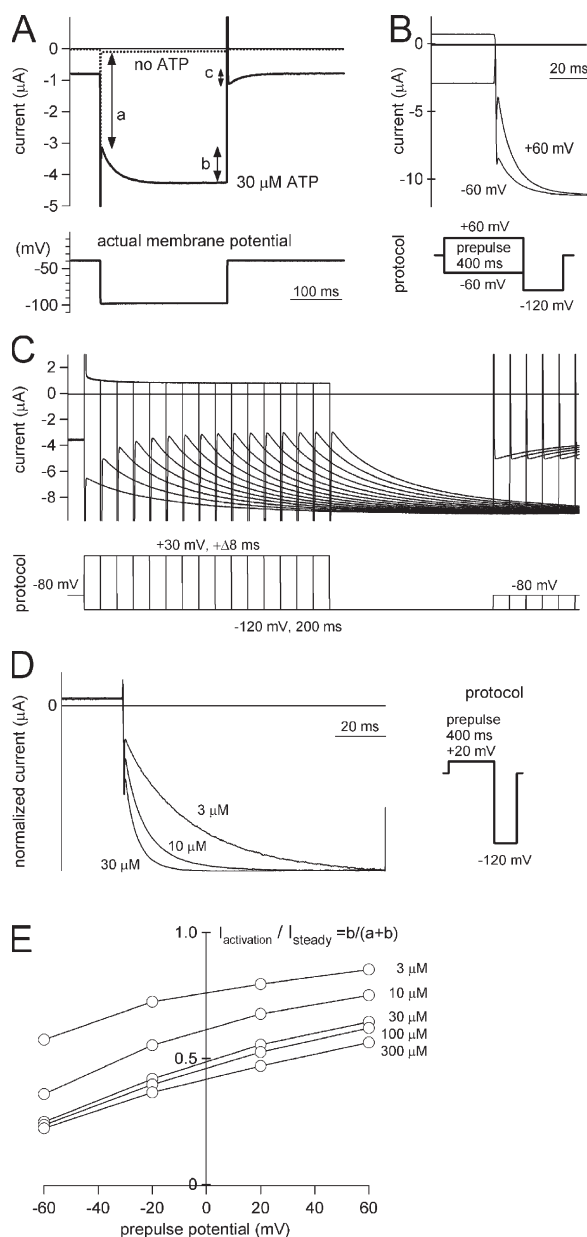 A
0
-1
-2
-3
-4
-5
current (μA)
no ATP
a
b
c
30 μM ATP
(mV)
-50
-100
actual membrane potential
100 ms
B
0
-5
-10
current (μA)
20 ms
+60 mV
-60 mV
protocol
+60 mV
prepulse
400 ms
-60 mV
-120 mV
C
2
0
-2
-4
-6
-8
current (μA)
protocol
-80 mV
+30 mV, +Δ8 ms
-80 mV
-120 mV, 200 ms
D
0
normalized current (μA)
20 ms
3 μM
10 μM
30 μM
protocol
prepulse
400 ms
+20 mV
-120 mV
E
1.0
0.5
0
I activation / I steady =b/(a+b)
3 μM
10 μM
30 μM
100 μM
300 μM
-60 -40 -20 0 20 40 60
prepulse potential (mV)